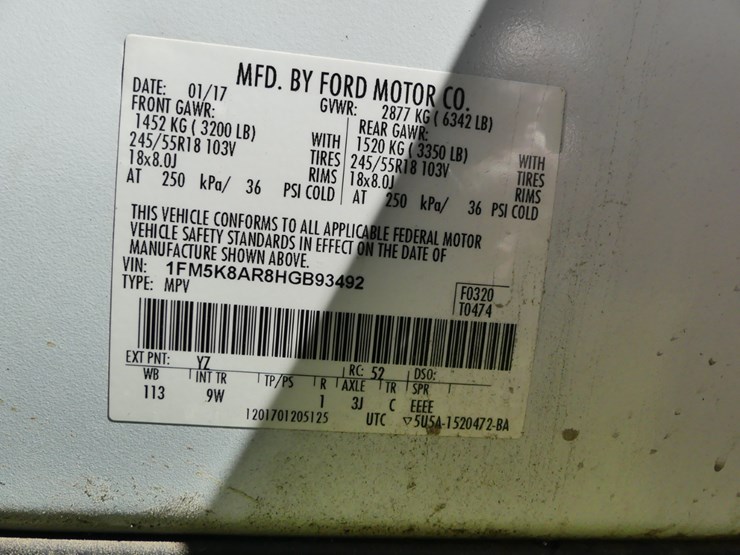 MFD. BY FORD MOTOR CO.
DATE: 01/17 GVWR: 2877 KG ( 6342 LB)
FRONT GAWR: REAR GAWR:
1452 KG ( 3200 LB) WITH 1520 KG ( 3350 LB) WITH
245/55R18 103V TIRES 245/55R18 103V TIRES
18x8.0J RIMS 18x8.0J RIMS
AT 250 kPa/ 36 PSI COLD AT 250 kPa/ 36 PSI COLD
THIS VEHICLE CONFORMS TO ALL APPLICABLE FEDERAL MOTOR
VEHICLE SAFETY STANDARDS IN EFFECT ON THE DATE OF
MANUFACTURE SHOWN ABOVE.
VIN: 1FM5K8AR8HGB93492
TYPE: MPV
F0320
T0474
EXT PNT: YZ RC: 52 DSO:
WB INT TR TP/PS R AXLE TR SPR
113 9W 1 3J C EEEE
1201701205125 UTC ▽5U5A-1520472-BA